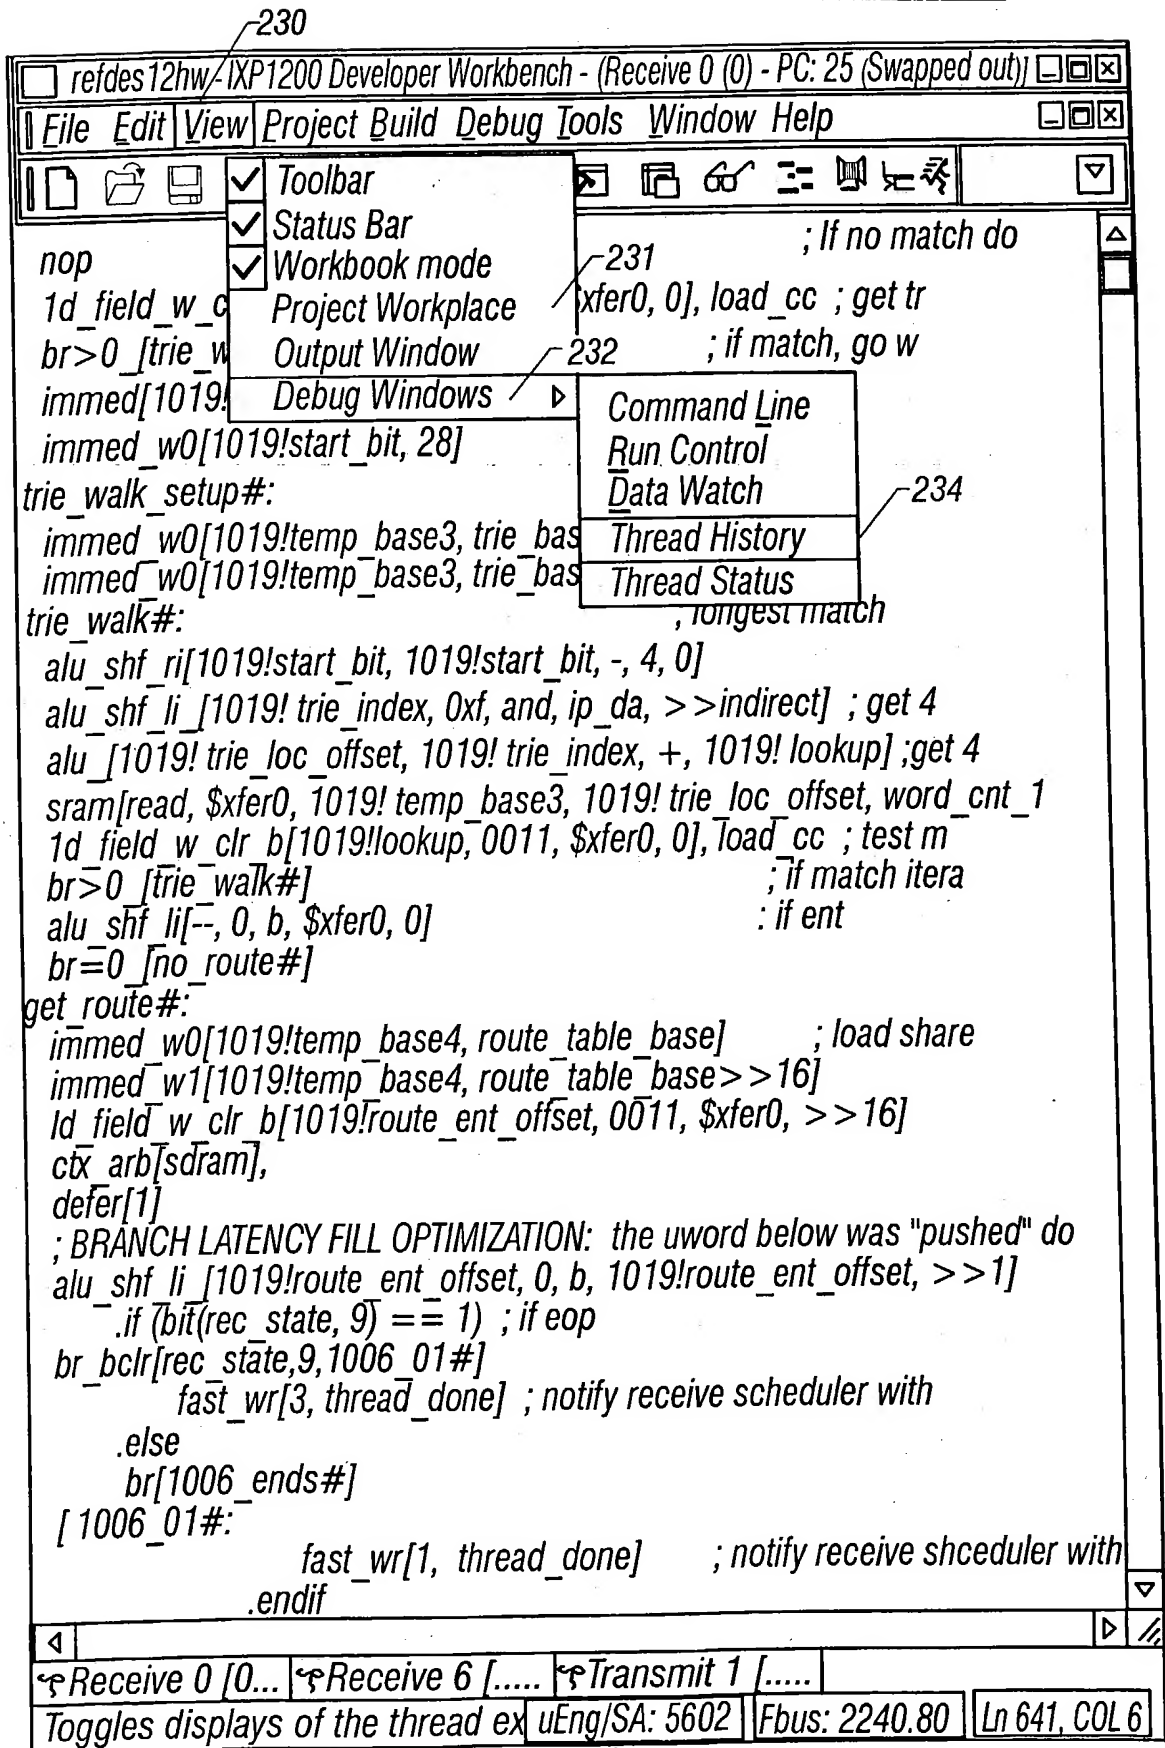 230
refdes12hw - IXP1200 Developer Workbench - (Receive 0 (0) - PC: 25 (Swapped out)]
File Edit View Project Build Debug Tools Window Help
Toolbar
Status Bar
; If no match do
nop
Workbook mode
231
1d_field_w_c
Project Workplace
xfer0, 0], load_cc ; get tr
br>0_[trie_w
Output Window
232
; if match, go w
immed[1019!
Debug Windows
Command Line
immed_w0[1019!start_bit, 28]
Run Control
trie_walk_setup#:
Data Watch
234
immed_w0[1019!temp_base3, trie_bas
Thread History
immed_w0[1019!temp_base3, trie_bas
Thread Status
trie_walk#:
; longest match
alu_shf_ri[1019!start_bit, 1019!start_bit, -, 4, 0]
alu_shf_li_[1019! trie_index, 0xf, and, ip_da, >>indirect] ; get 4
alu_[1019! trie_loc_offset, 1019! trie_index, +, 1019! lookup] ;get 4
sram[read, $xfer0, 1019! temp_base3, 1019! trie_loc_offset, word_cnt_1
1d_field_w_clr_b[1019!lookup, 0011, $xfer0, 0], load_cc ; test m
br>0_[trie_walk#] ; if match itera
alu_shf_li[--, 0, b, $xfer0, 0] : if ent
br=0_[no_route#]
get_route#:
immed_w0[1019!temp_base4, route_table_base] ; load share
immed_w1[1019!temp_base4, route_table_base>>16]
ld_field_w_clr_b[1019!route_ent_offset, 0011, $xfer0, >>16]
ctx_arb[sdram],
defer[1]
; BRANCH LATENCY FILL OPTIMIZATION: the uword below was "pushed" do
alu_shf_li_[1019!route_ent_offset, 0, b, 1019!route_ent_offset, >>1]
.if (bit(rec_state, 9) == 1) ; if eop
br_bclr[rec_state,9,1006_01#]
fast_wr[3, thread_done] ; notify receive scheduler with
.else
br[1006_ends#]
[ 1006_01#:
fast_wr[1, thread_done] ; notify receive shceduler with
.endif
Receive 0 [0... Receive 6 [..... Transmit 1 [.....
Toggles displays of the thread ex uEng/SA: 5602 Fbus: 2240.80 Ln 641, COL 6